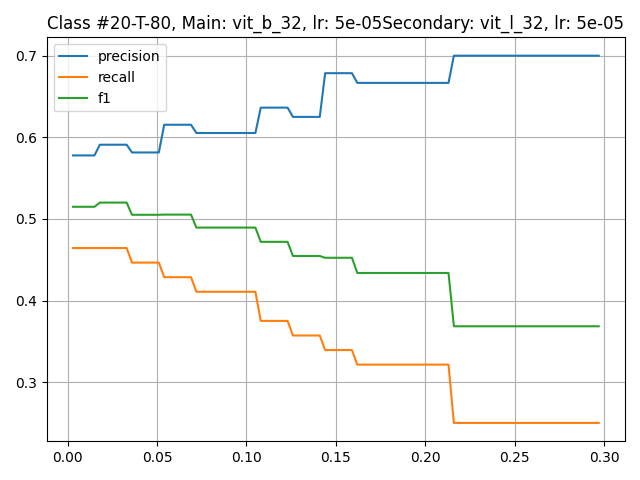 Class #20-T-80, Main: vit_b_32, lr: 5e-05Secondary: vit_l_32, lr: 5e-05
precision
recall
f1
0.7
0.6
0.5
0.4
0.3
0.00 0.05 0.10 0.15 0.20 0.25 0.30